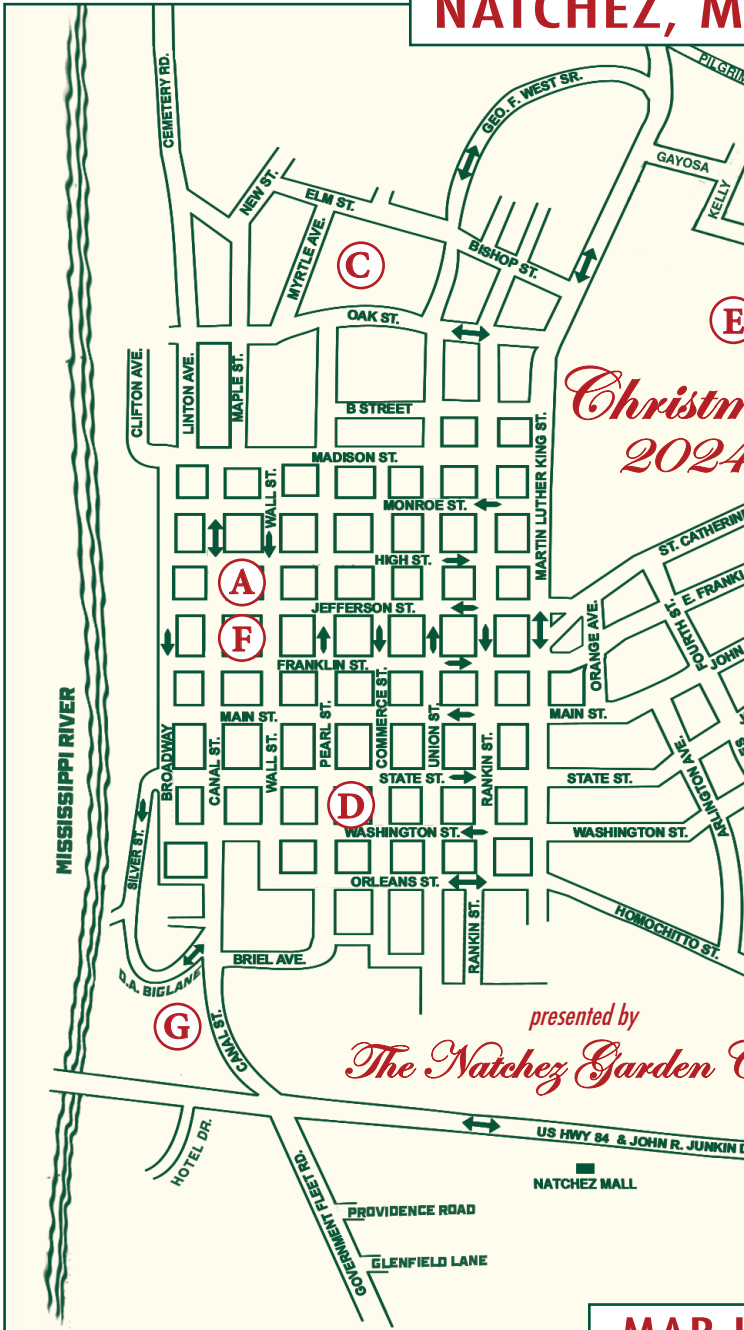 NATCHEZ, M
PILGRI
CEMETERY RD.
GEO. F. WEST SR.
GAYOSA
KELLY
NEW ST.
ELM ST.
MYRTLE AVE.
C
BISHOP ST.
OAK ST.
E
CLIFTON AVE.
LINTON AVE.
MAPLE ST.
Christm
2024
B STREET
MADISON ST.
WALL ST.
MONROE ST.
MARTIN LUTHER KING ST.
ST. CATHERINE
HIGH ST.
A
JEFFERSON ST.
E. FRANKL
F
FRANKLIN ST.
ORANGE AVE.
FOURTH ST.
JOHN
MISSISSIPPI RIVER
MAIN ST.
MAIN ST.
BROADWAY
CANAL ST.
WALL ST.
PEARL ST.
COMMERCE ST.
UNION ST.
RANKIN ST.
ARLINGTON AVE.
STATE ST.
STATE ST.
D
WASHINGTON ST.
WASHINGTON ST.
SILVER ST.
ORLEANS ST.
RANKIN ST.
HOMOCHITTO ST.
BRIEL AVE.
D.A. BIGLANE
G
CANAL ST.
presented by
The Natchez Garden C
US HWY 84 & JOHN R. JUNKIN D
HOTEL DR.
NATCHEZ MALL
GOVERNMENT FLEET RD.
PROVIDENCE ROAD
GLENFIELD LANE